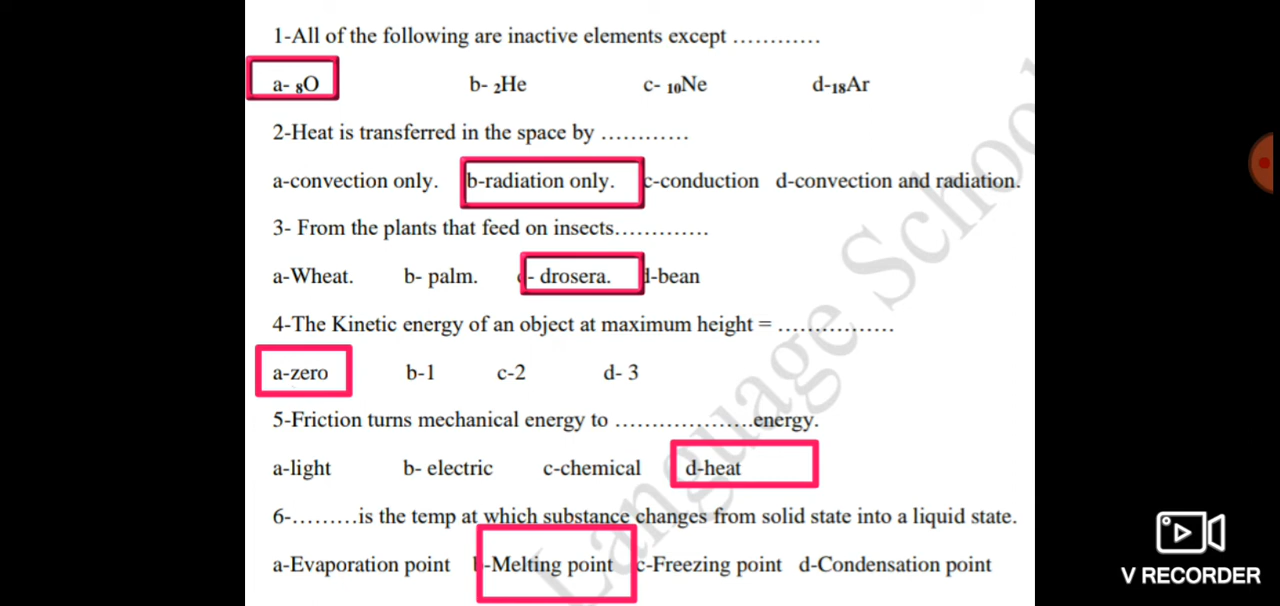 1-All of the following are inactive elements except …………
a- ₈O b- ₂He c- ₁₀Ne d-₁₈Ar
2-Heat is transferred in the space by …………
a-convection only. b-radiation only. c-conduction d-convection and radiation.
3- From the plants that feed on insects…………
a-Wheat. b- palm. c- drosera. d-bean
4-The Kinetic energy of an object at maximum height = ……………
a-zero b-1 c-2 d- 3
5-Friction turns mechanical energy to ………………energy.
a-light b- electric c-chemical d-heat
6-………is the temp at which substance changes from solid state into a liquid state.
a-Evaporation point b-Melting point c-Freezing point d-Condensation point
Language School
V RECORDER